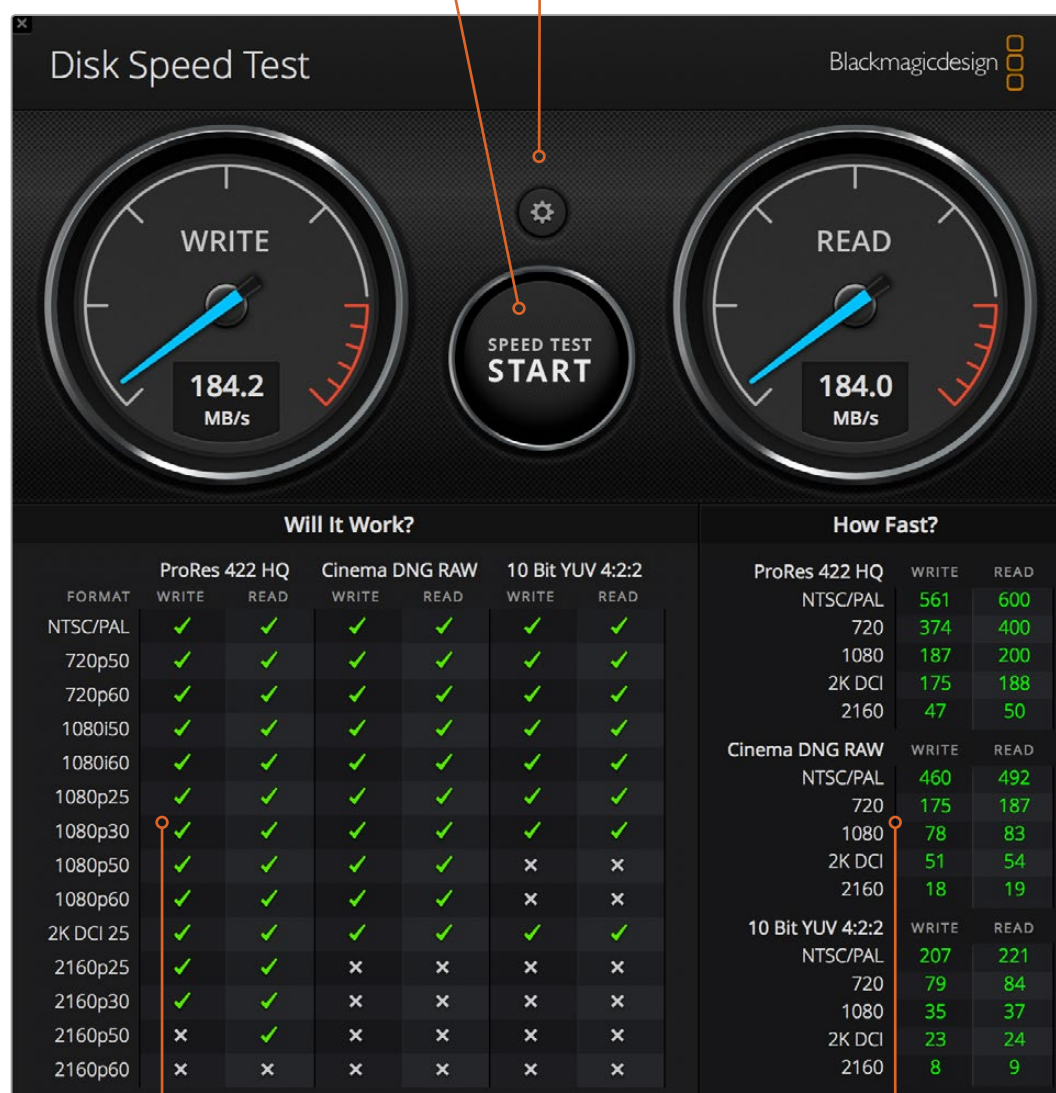 Disk Speed Test
Blackmagicdesign
WRITE
184.2
MB/s
SPEED TEST
START
READ
184.0
MB/s
Will It Work?
ProRes 422 HQ Cinema DNG RAW 10 Bit YUV 4:2:2
FORMAT WRITE READ WRITE READ WRITE READ
NTSC/PAL ✓ ✓ ✓ ✓ ✓ ✓
720p50 ✓ ✓ ✓ ✓ ✓ ✓
720p60 ✓ ✓ ✓ ✓ ✓ ✓
1080i50 ✓ ✓ ✓ ✓ ✓ ✓
1080i60 ✓ ✓ ✓ ✓ ✓ ✓
1080p25 ✓ ✓ ✓ ✓ ✓ ✓
1080p30 ✓ ✓ ✓ ✓ ✓ ✓
1080p50 ✓ ✓ ✓ ✓ × ×
1080p60 ✓ ✓ ✓ ✓ × ×
2K DCI 25 ✓ ✓ ✓ ✓ ✓ ✓
2160p25 ✓ ✓ × × × ×
2160p30 ✓ ✓ × × × ×
2160p50 × ✓ × × × ×
2160p60 × × × × × ×
How Fast?
ProRes 422 HQ WRITE READ
NTSC/PAL 561 600
720 374 400
1080 187 200
2K DCI 175 188
2160 47 50
Cinema DNG RAW WRITE READ
NTSC/PAL 460 492
720 175 187
1080 78 83
2K DCI 51 54
2160 18 19
10 Bit YUV 4:2:2 WRITE READ
NTSC/PAL 207 221
720 79 84
1080 35 37
2K DCI 23 24
2160 8 9